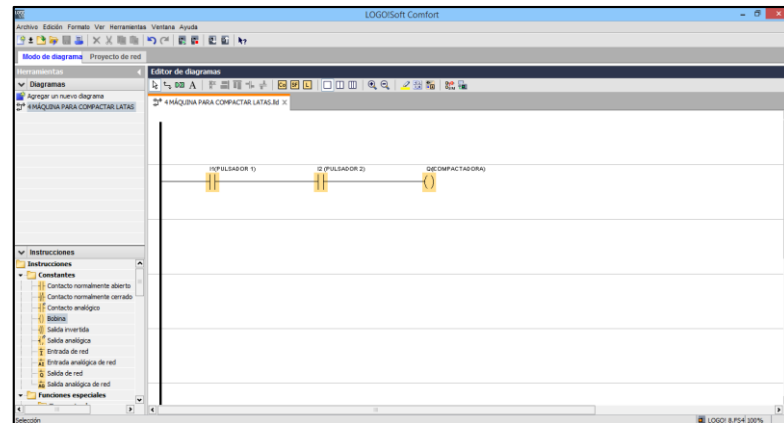 LOGO!Soft Comfort
Archivo Edición Formato Ver Herramientas Ventana Ayuda
Modo de diagrama Proyecto de red
Herramientas
Editor de diagramas
Diagramas
Agregar un nuevo diagrama
4 MÁQUINA PARA COMPACTAR LATAS
4 MÁQUINA PARA COMPACTAR LATAS.lld
I1(PULSADOR 1) I2 (PULSADOR 2) Q(COMPACTADORA)
Instrucciones
Instrucciones
Constantes
Contacto normalmente abierto
Contacto normalmente cerrado
Contacto analógico
Bobina
Salida invertida
Salida analógica
Entrada de red
Entrada analógica de red
Salida de red
Salida analógica de red
Funciones especiales
Selección
LOGO! 8.FS4 100%